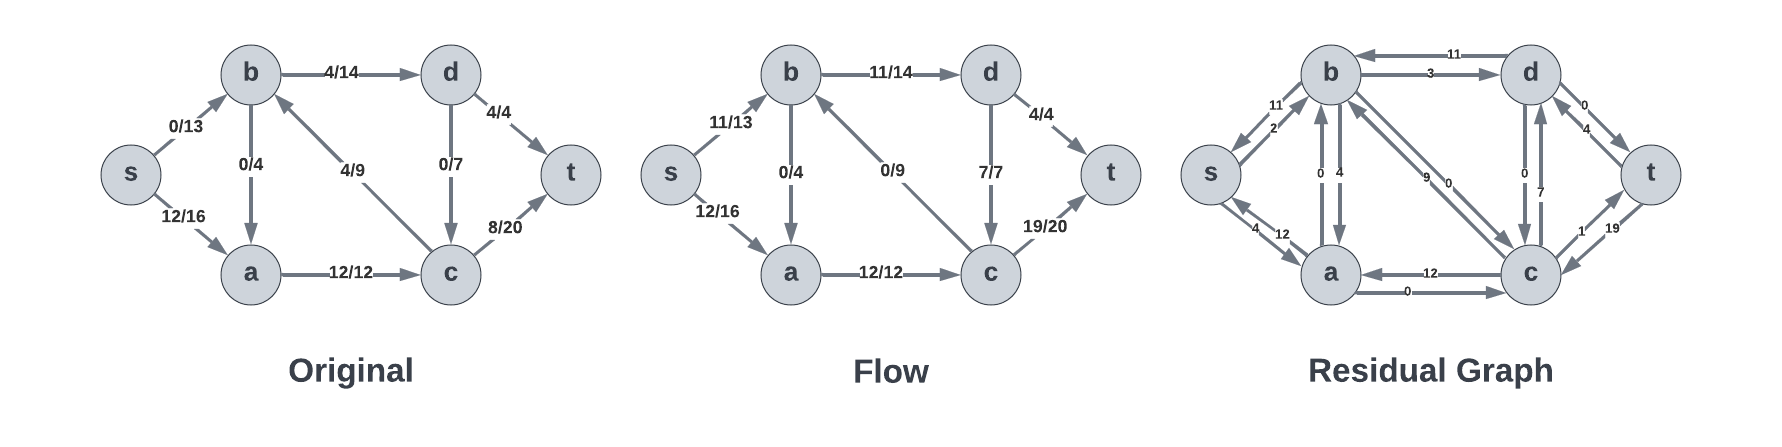 b
4/14
d
0/13
4/4
s
0/4
4/9
0/7
t
12/16
8/20
a
12/12
c
Original
b
11/14
d
11/13
4/4
s
0/4
0/9
7/7
t
12/16
19/20
a
12/12
c
Flow
11
b
3
d
11
2
0
4
s
0
4
9
0
0
7
t
4
12
1
19
a
12
0
c
Residual Graph